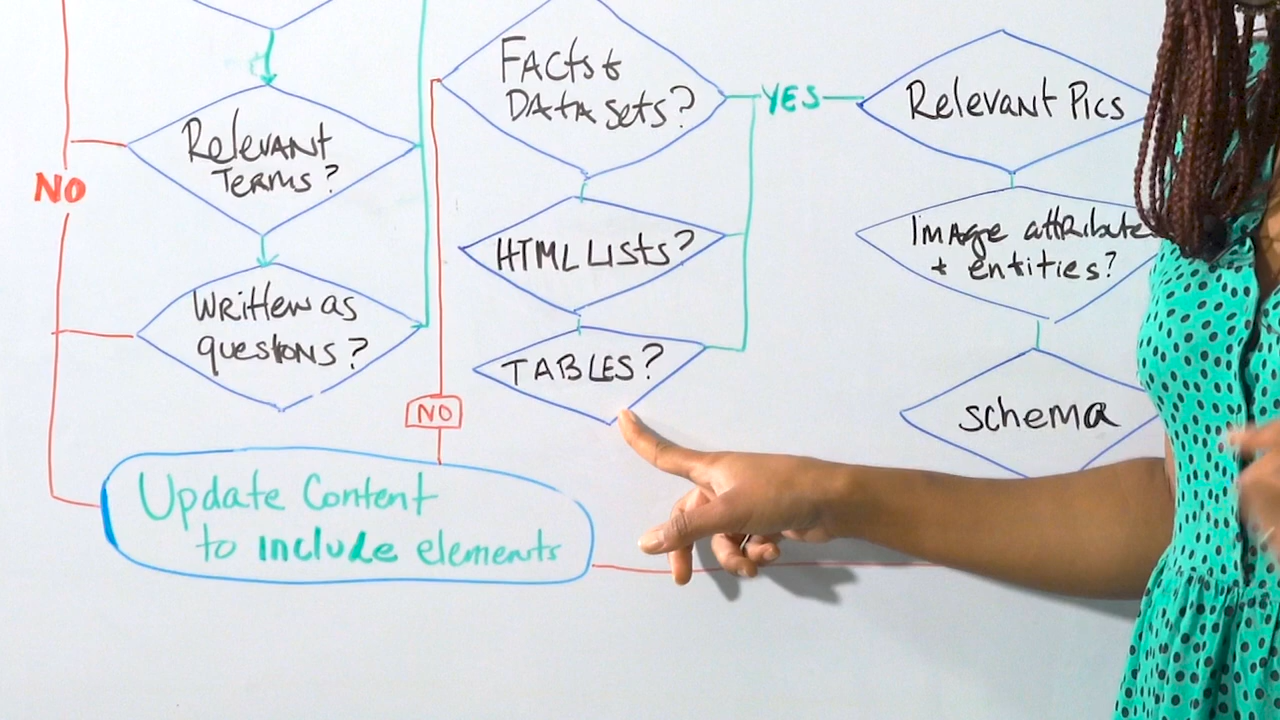 Relevant
Terms?
NO
Written as
questons?
Facts &
Data sets?
YES
HTML Lists?
TABLES?
NO
Relevant Pics
Image attribute
+ entities?
schema
Update Content
to include elements